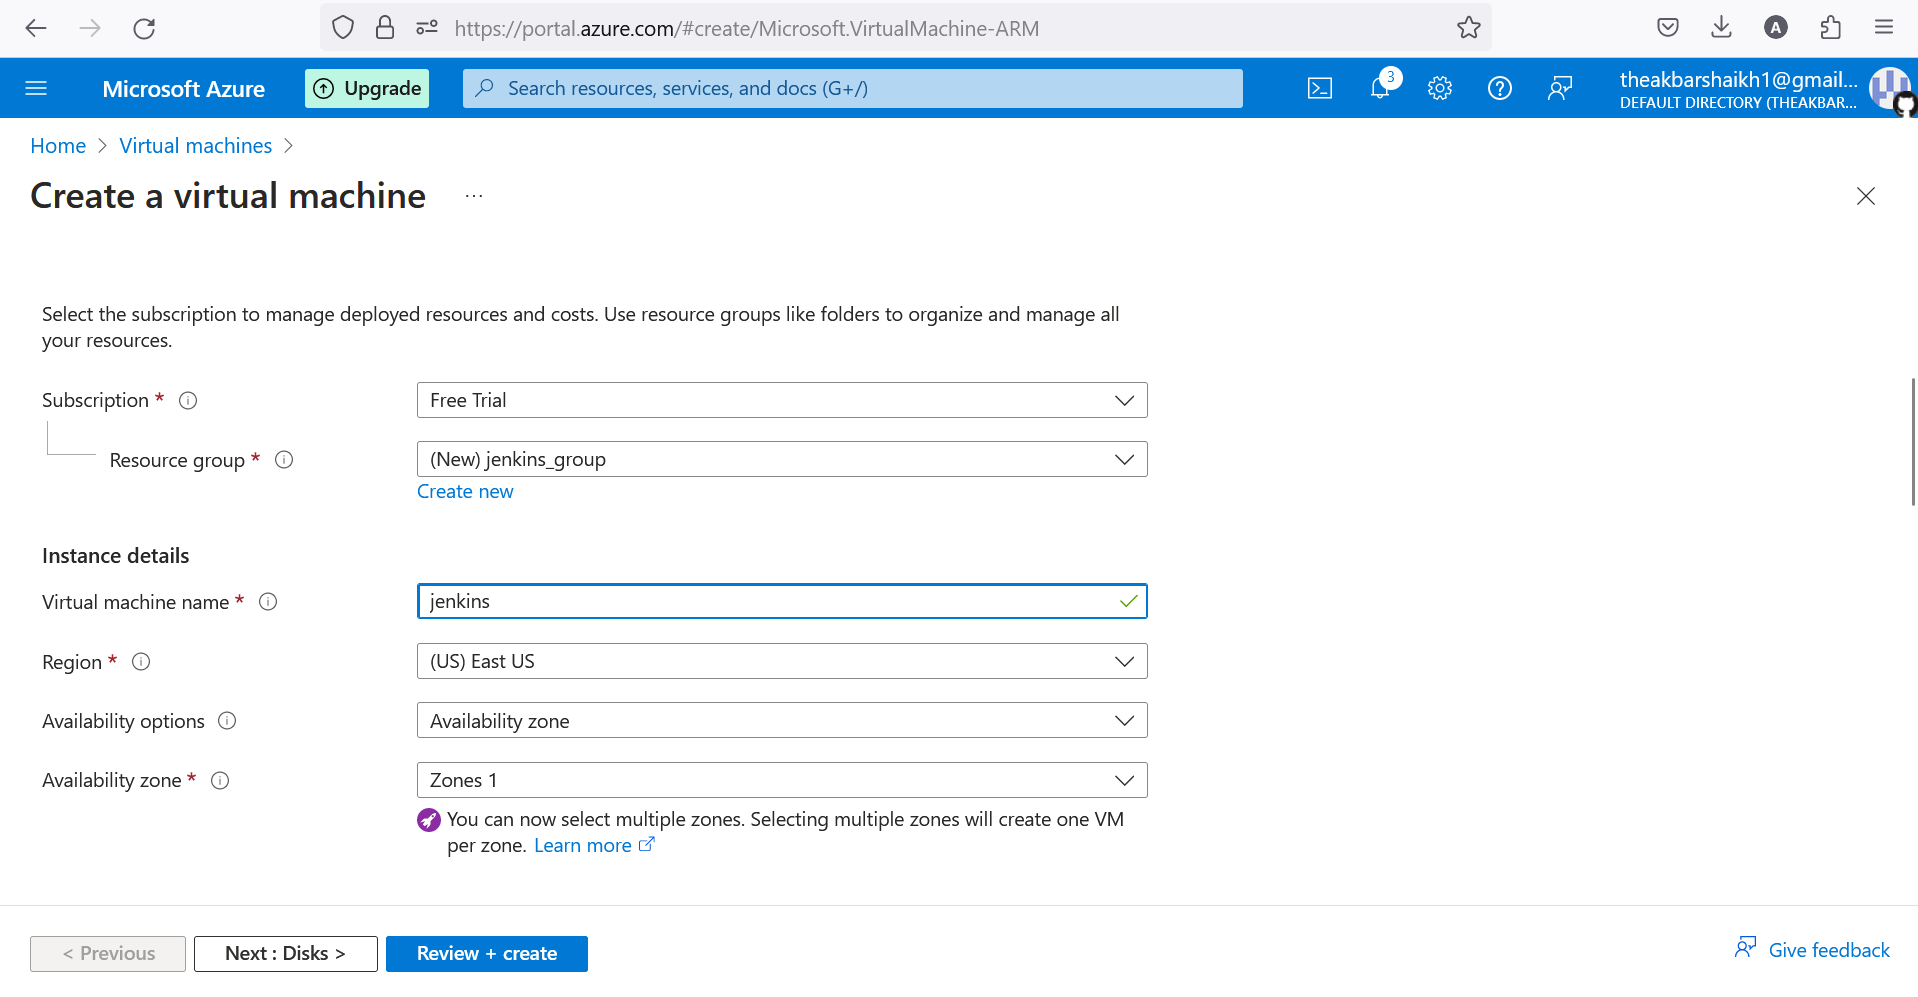 https://portal.azure.com/#create/Microsoft.VirtualMachine-ARM
A
Microsoft Azure
Upgrade
Search resources, services, and docs (G+/)
3
theakbarshaikh1@gmail...
DEFAULT DIRECTORY (THEAKBAR...
Home > Virtual machines >
Create a virtual machine ...
Select the subscription to manage deployed resources and costs. Use resource groups like folders to organize and manage all
your resources.
Subscription *
Free Trial
Resource group *
(New) jenkins_group
Create new
Instance details
Virtual machine name *
jenkins
Region *
(US) East US
Availability options
Availability zone
Availability zone *
Zones 1
You can now select multiple zones. Selecting multiple zones will create one VM
per zone. Learn more
< Previous
Next : Disks >
Review + create
Give feedback